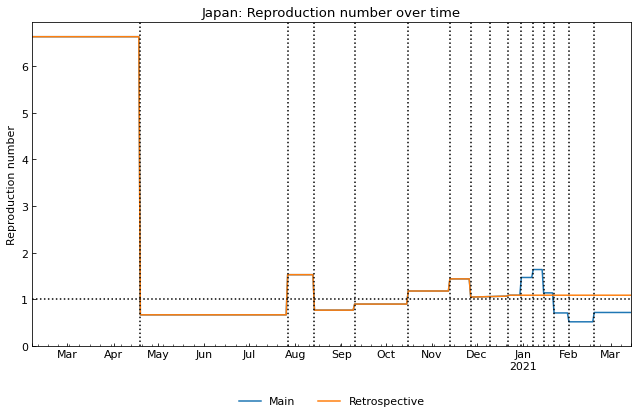 Japan: Reproduction number over time
Reproduction number
6
5
4
3
2
1
0
Mar Apr May Jun Jul Aug Sep Oct Nov Dec Jan Feb Mar
2021
Main Retrospective